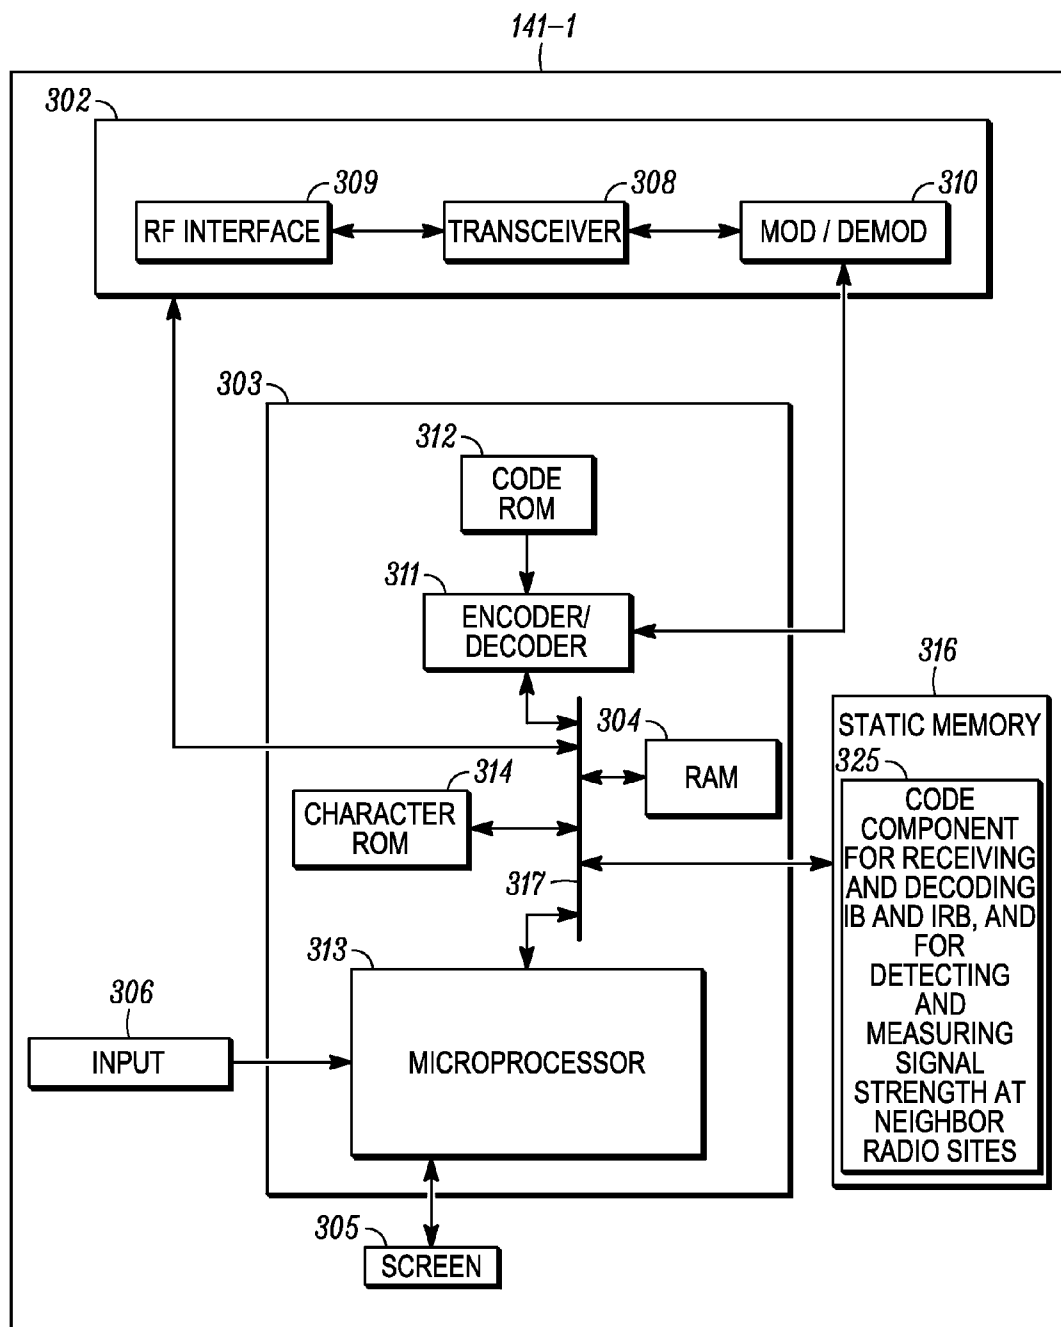 141-1
302
309
308
310
RF INTERFACE
TRANSCEIVER
MOD / DEMOD
303
312
CODE
ROM
311
ENCODER/
DECODER
316
STATIC MEMORY
304
RAM
314
CHARACTER
ROM
325
CODE
COMPONENT
FOR RECEIVING
AND DECODING
IB AND IRB, AND
FOR
DETECTING
AND
MEASURING
SIGNAL
STRENGTH AT
NEIGHBOR
RADIO SITES
317
313
MICROPROCESSOR
306
INPUT
305
SCREEN